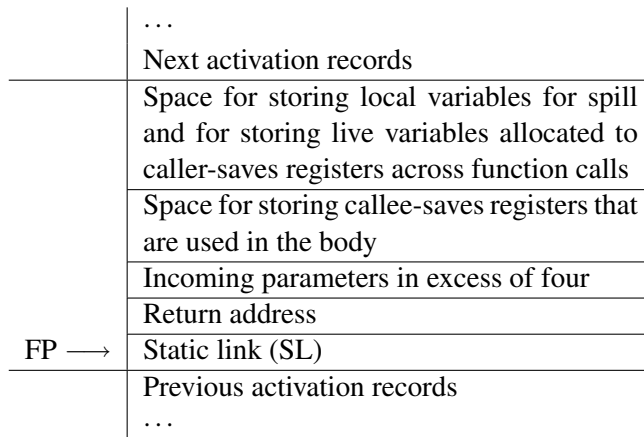 ...
Next activation records
Space for storing local variables for spill
and for storing live variables allocated to
caller-saves registers across function calls
Space for storing callee-saves registers that
are used in the body
Incoming parameters in excess of four
Return address
FP ⟶ Static link (SL)
Previous activation records
...